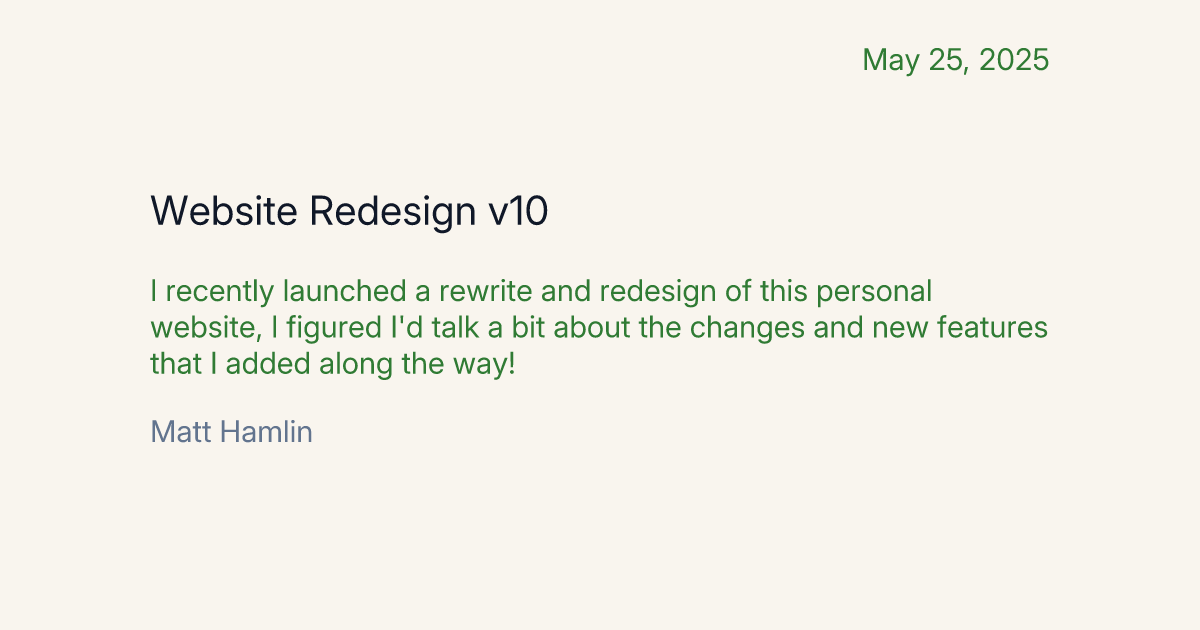 May 25, 2025
Website Redesign v10
I recently launched a rewrite and redesign of this personal
website, I figured I'd talk a bit about the changes and new features
that I added along the way!
Matt Hamlin